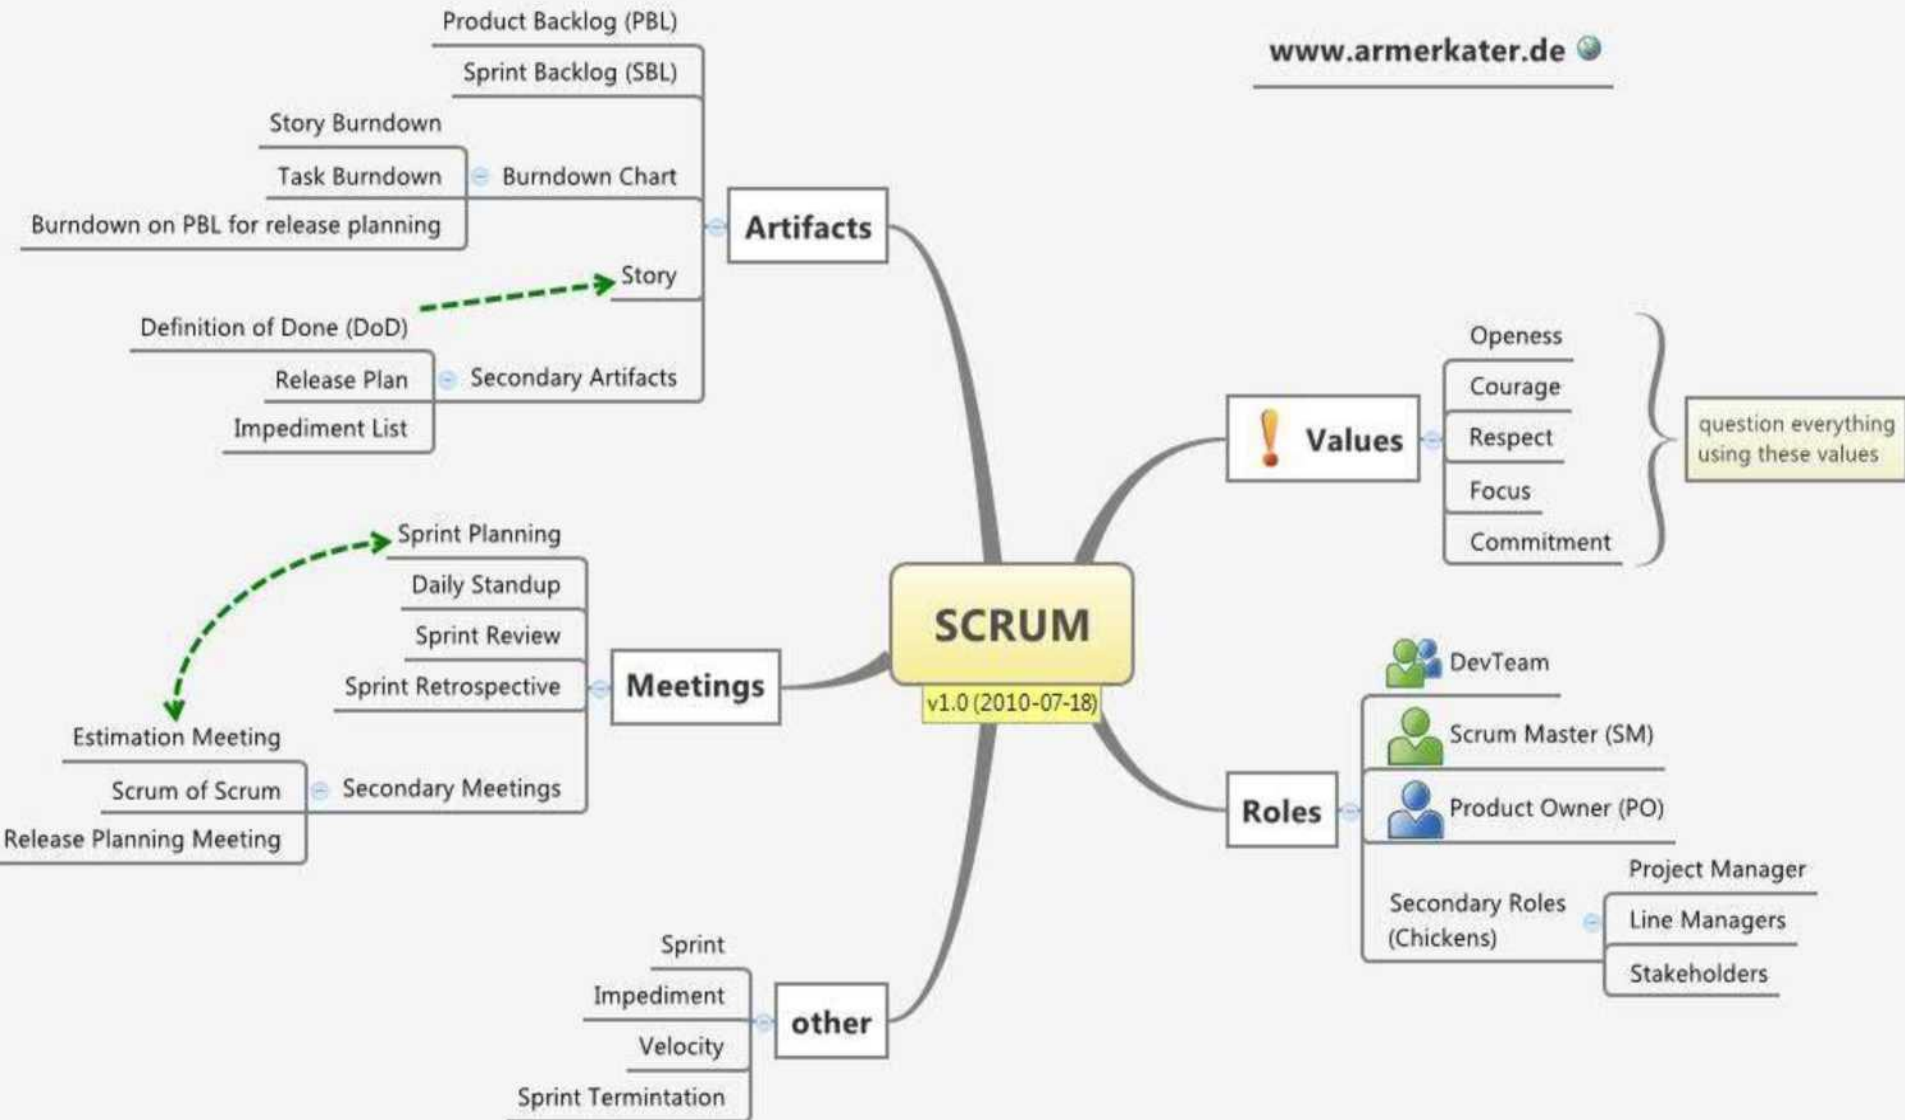 www.armerkater.de
Product Backlog (PBL)
Sprint Backlog (SBL)
Story Burndown
Task Burndown
Burndown on PBL for release planning
Burndown Chart
Story
Definition of Done (DoD)
Release Plan
Impediment List
Secondary Artifacts
Artifacts
Sprint Planning
Daily Standup
Sprint Review
Sprint Retrospective
Estimation Meeting
Scrum of Scrum
Release Planning Meeting
Secondary Meetings
Meetings
Sprint
Impediment
Velocity
Sprint Termintation
other
SCRUM
v1.0 (2010-07-18)
Values
Openess
Courage
Respect
Focus
Commitment
question everything
using these values
Roles
DevTeam
Scrum Master (SM)
Product Owner (PO)
Secondary Roles
(Chickens)
Project Manager
Line Managers
Stakeholders